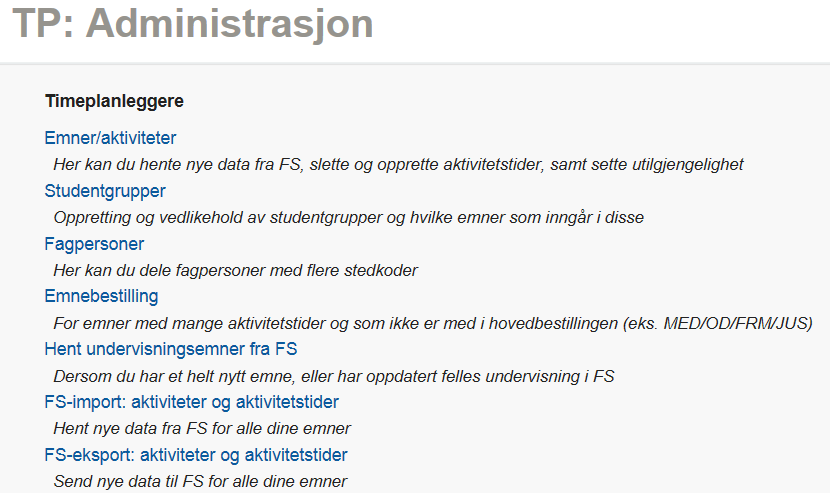 TP: Administrasjon
Timeplanleggere
Emner/aktiviteter
Her kan du hente nye data fra FS, slette og opprette aktivitetstider, samt sette utilgjengelighet
Studentgrupper
Oppretting og vedlikehold av studentgrupper og hvilke emner som inngår i disse
Fagpersoner
Her kan du dele fagpersoner med flere stedkoder
Emnebestilling
For emner med mange aktivitetstider og som ikke er med i hovedbestillingen (eks. MED/OD/FRM/JUS)
Hent undervisningsemner fra FS
Dersom du har et helt nytt emne, eller har oppdatert felles undervisning i FS
FS-import: aktiviteter og aktivitetstider
Hent nye data fra FS for alle dine emner
FS-eksport: aktiviteter og aktivitetstider
Send nye data til FS for alle dine emner